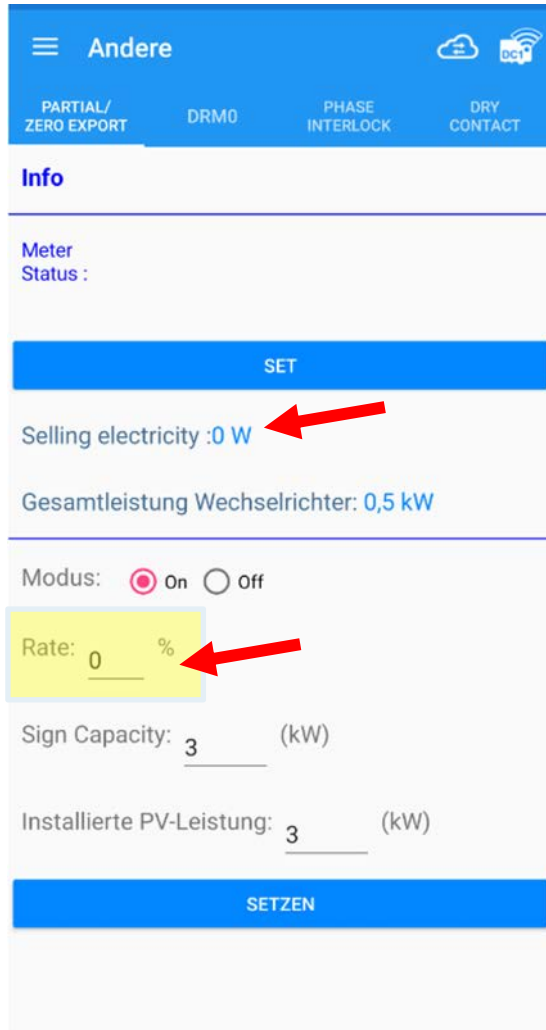 Andere
DC1
PARTIAL/
ZERO EXPORT
DRM0
PHASE
INTERLOCK
DRY
CONTACT
Info
Meter
Status :
SET
Selling electricity :0 W
Gesamtleistung Wechselrichter: 0,5 kW
Modus: On Off
Rate: 0 %
Sign Capacity: 3 (kW)
Installierte PV-Leistung: 3 (kW)
SETZEN